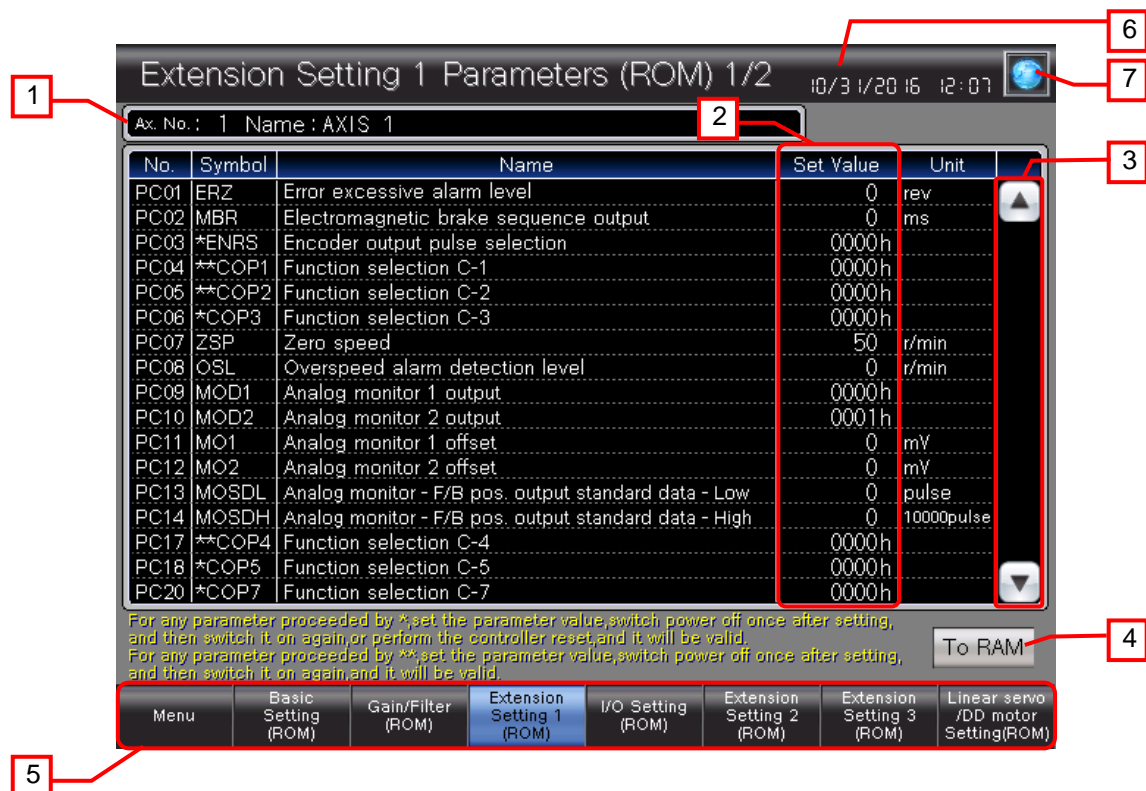 6
Extension Setting 1 Parameters (ROM) 1/2 10/31/2016 12:07
7
1
Ax. No.: 1 Name:AXIS 1
2
No. Symbol Name Set Value Unit
3
PC01 ERZ Error excessive alarm level 0 rev
PC02 MBR Electromagnetic brake sequence output 0 ms
PC03 *ENRS Encoder output pulse selection 0000h
PC04 **COP1 Function selection C-1 0000h
PC05 **COP2 Function selection C-2 0000h
PC06 *COP3 Function selection C-3 0000h
PC07 ZSP Zero speed 50 r/min
PC08 OSL Overspeed alarm detection level 0 r/min
PC09 MOD1 Analog monitor 1 output 0000h
PC10 MOD2 Analog monitor 2 output 0001h
PC11 MO1 Analog monitor 1 offset 0 mV
PC12 MO2 Analog monitor 2 offset 0 mV
PC13 MOSDL Analog monitor - F/B pos. output standard data - Low 0 pulse
PC14 MOSDH Analog monitor - F/B pos. output standard data - High 0 10000pulse
PC17 **COP4 Function selection C-4 0000h
PC18 *COP5 Function selection C-5 0000h
PC20 *COP7 Function selection C-7 0000h
For any parameter proceeded by *,set the parameter value,switch power off once after setting,
and then switch it on again,or perform the controller reset,and it will be valid.
For any parameter proceeded by **,set the parameter value,switch power off once after setting,
and then switch it on again,and it will be valid.
To RAM
4
Menu
Basic
Setting
(ROM)
Gain/Filter
(ROM)
Extension
Setting 1
(ROM)
I/O Setting
(ROM)
Extension
Setting 2
(ROM)
Extension
Setting 3
(ROM)
Linear servo
/DD motor
Setting(ROM)
5